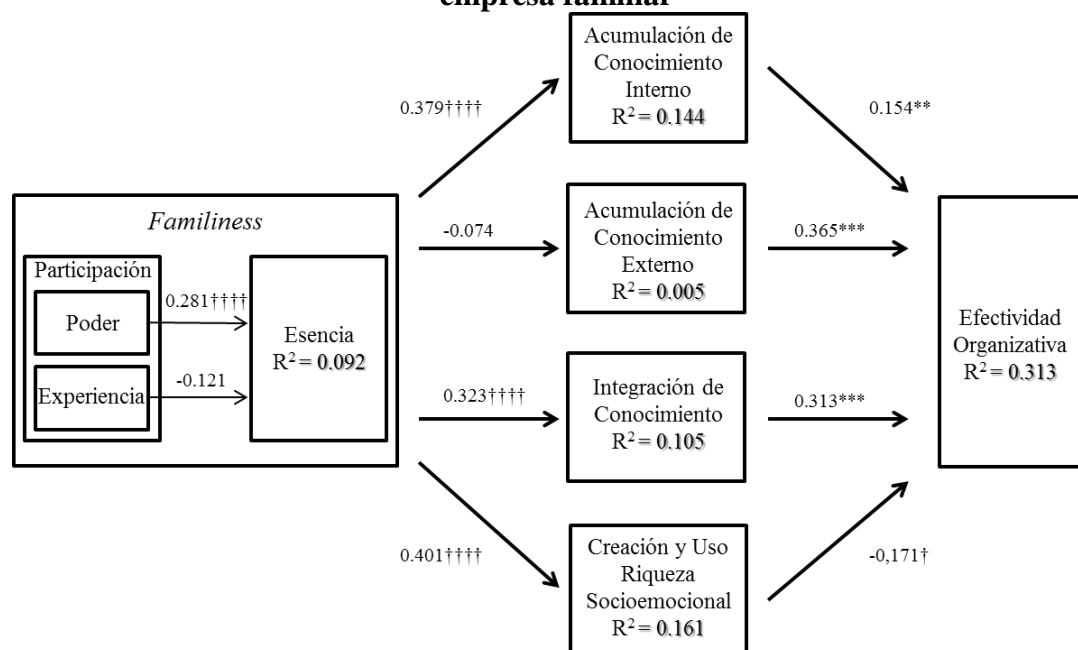 empresa familiar
Acumulación de
Conocimiento
Interno
R² = 0.144
0.379††††
0.154**
Familiness
Participación
Poder
Experiencia
0.281††††
-0.121
Esencia
R² = 0.092
-0.074
Acumulación de
Conocimiento
Externo
R² = 0.005
0.365***
0.323††††
Integración de
Conocimiento
R² = 0.105
0.313***
Efectividad
Organizativa
R² = 0.313
0.401††††
Creación y Uso
Riqueza
Socioemocional
R² = 0.161
-0,171†